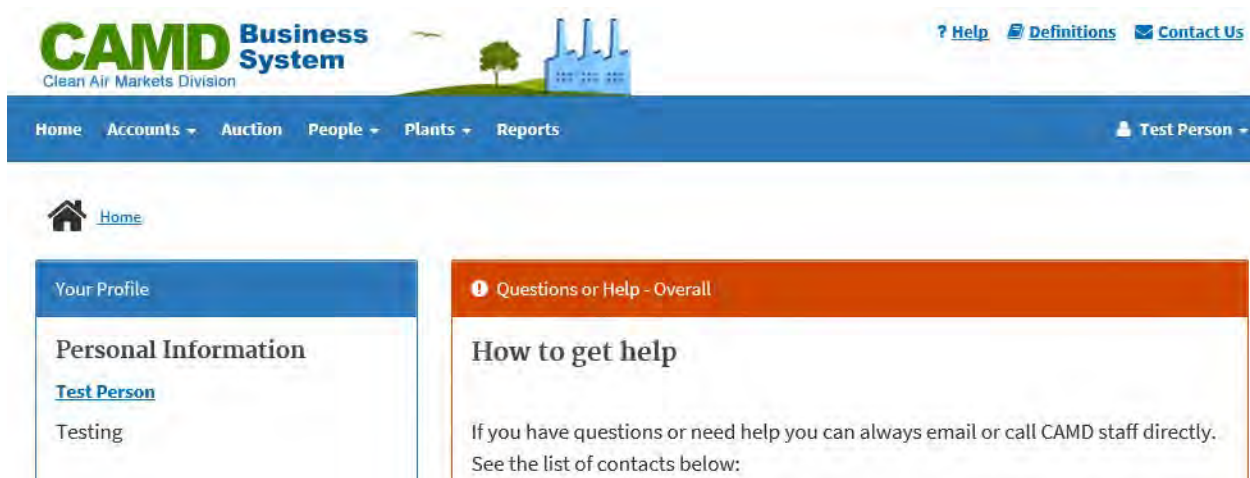 CAMD Business System
Clean Air Markets Division
? Help Definitions Contact Us
Home Accounts Auction People Plants Reports Test Person
Home
Your Profile
Personal Information
Test Person
Testing
Questions or Help - Overall
How to get help
If you have questions or need help you can always email or call CAMD staff directly.
See the list of contacts below: